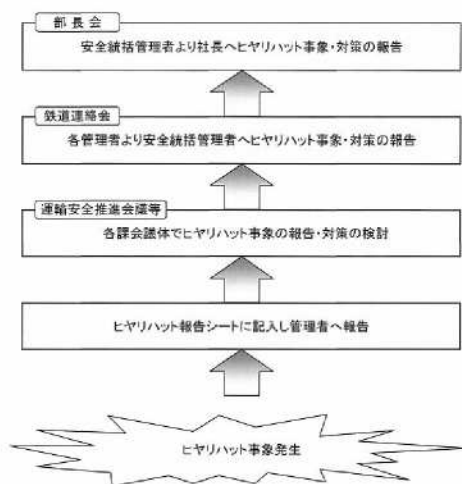 部長会
安全統括管理者より社長へヒヤリハット事象・対策の報告
鉄道連絡会
各管理者より安全統括管理者へヒヤリハット事象・対策の報告
運輸安全推進会議等
各課会議体でヒヤリハット事象の報告・対策の検討
ヒヤリハット報告シートに記入し管理者へ報告
ヒヤリハット事象発生